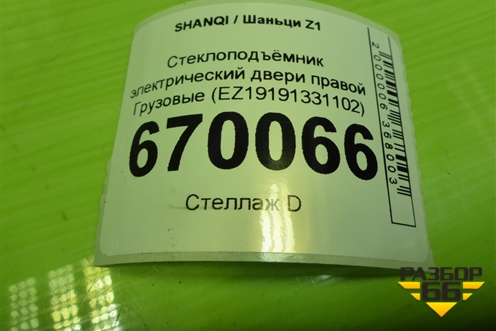 SHANQI / Шаньци Z1
Стеклоподъёмник
электрический двери правой
Грузовые (EZ19191331102)
670066
Стеллаж D
2000006368003
РАЗБОР
66